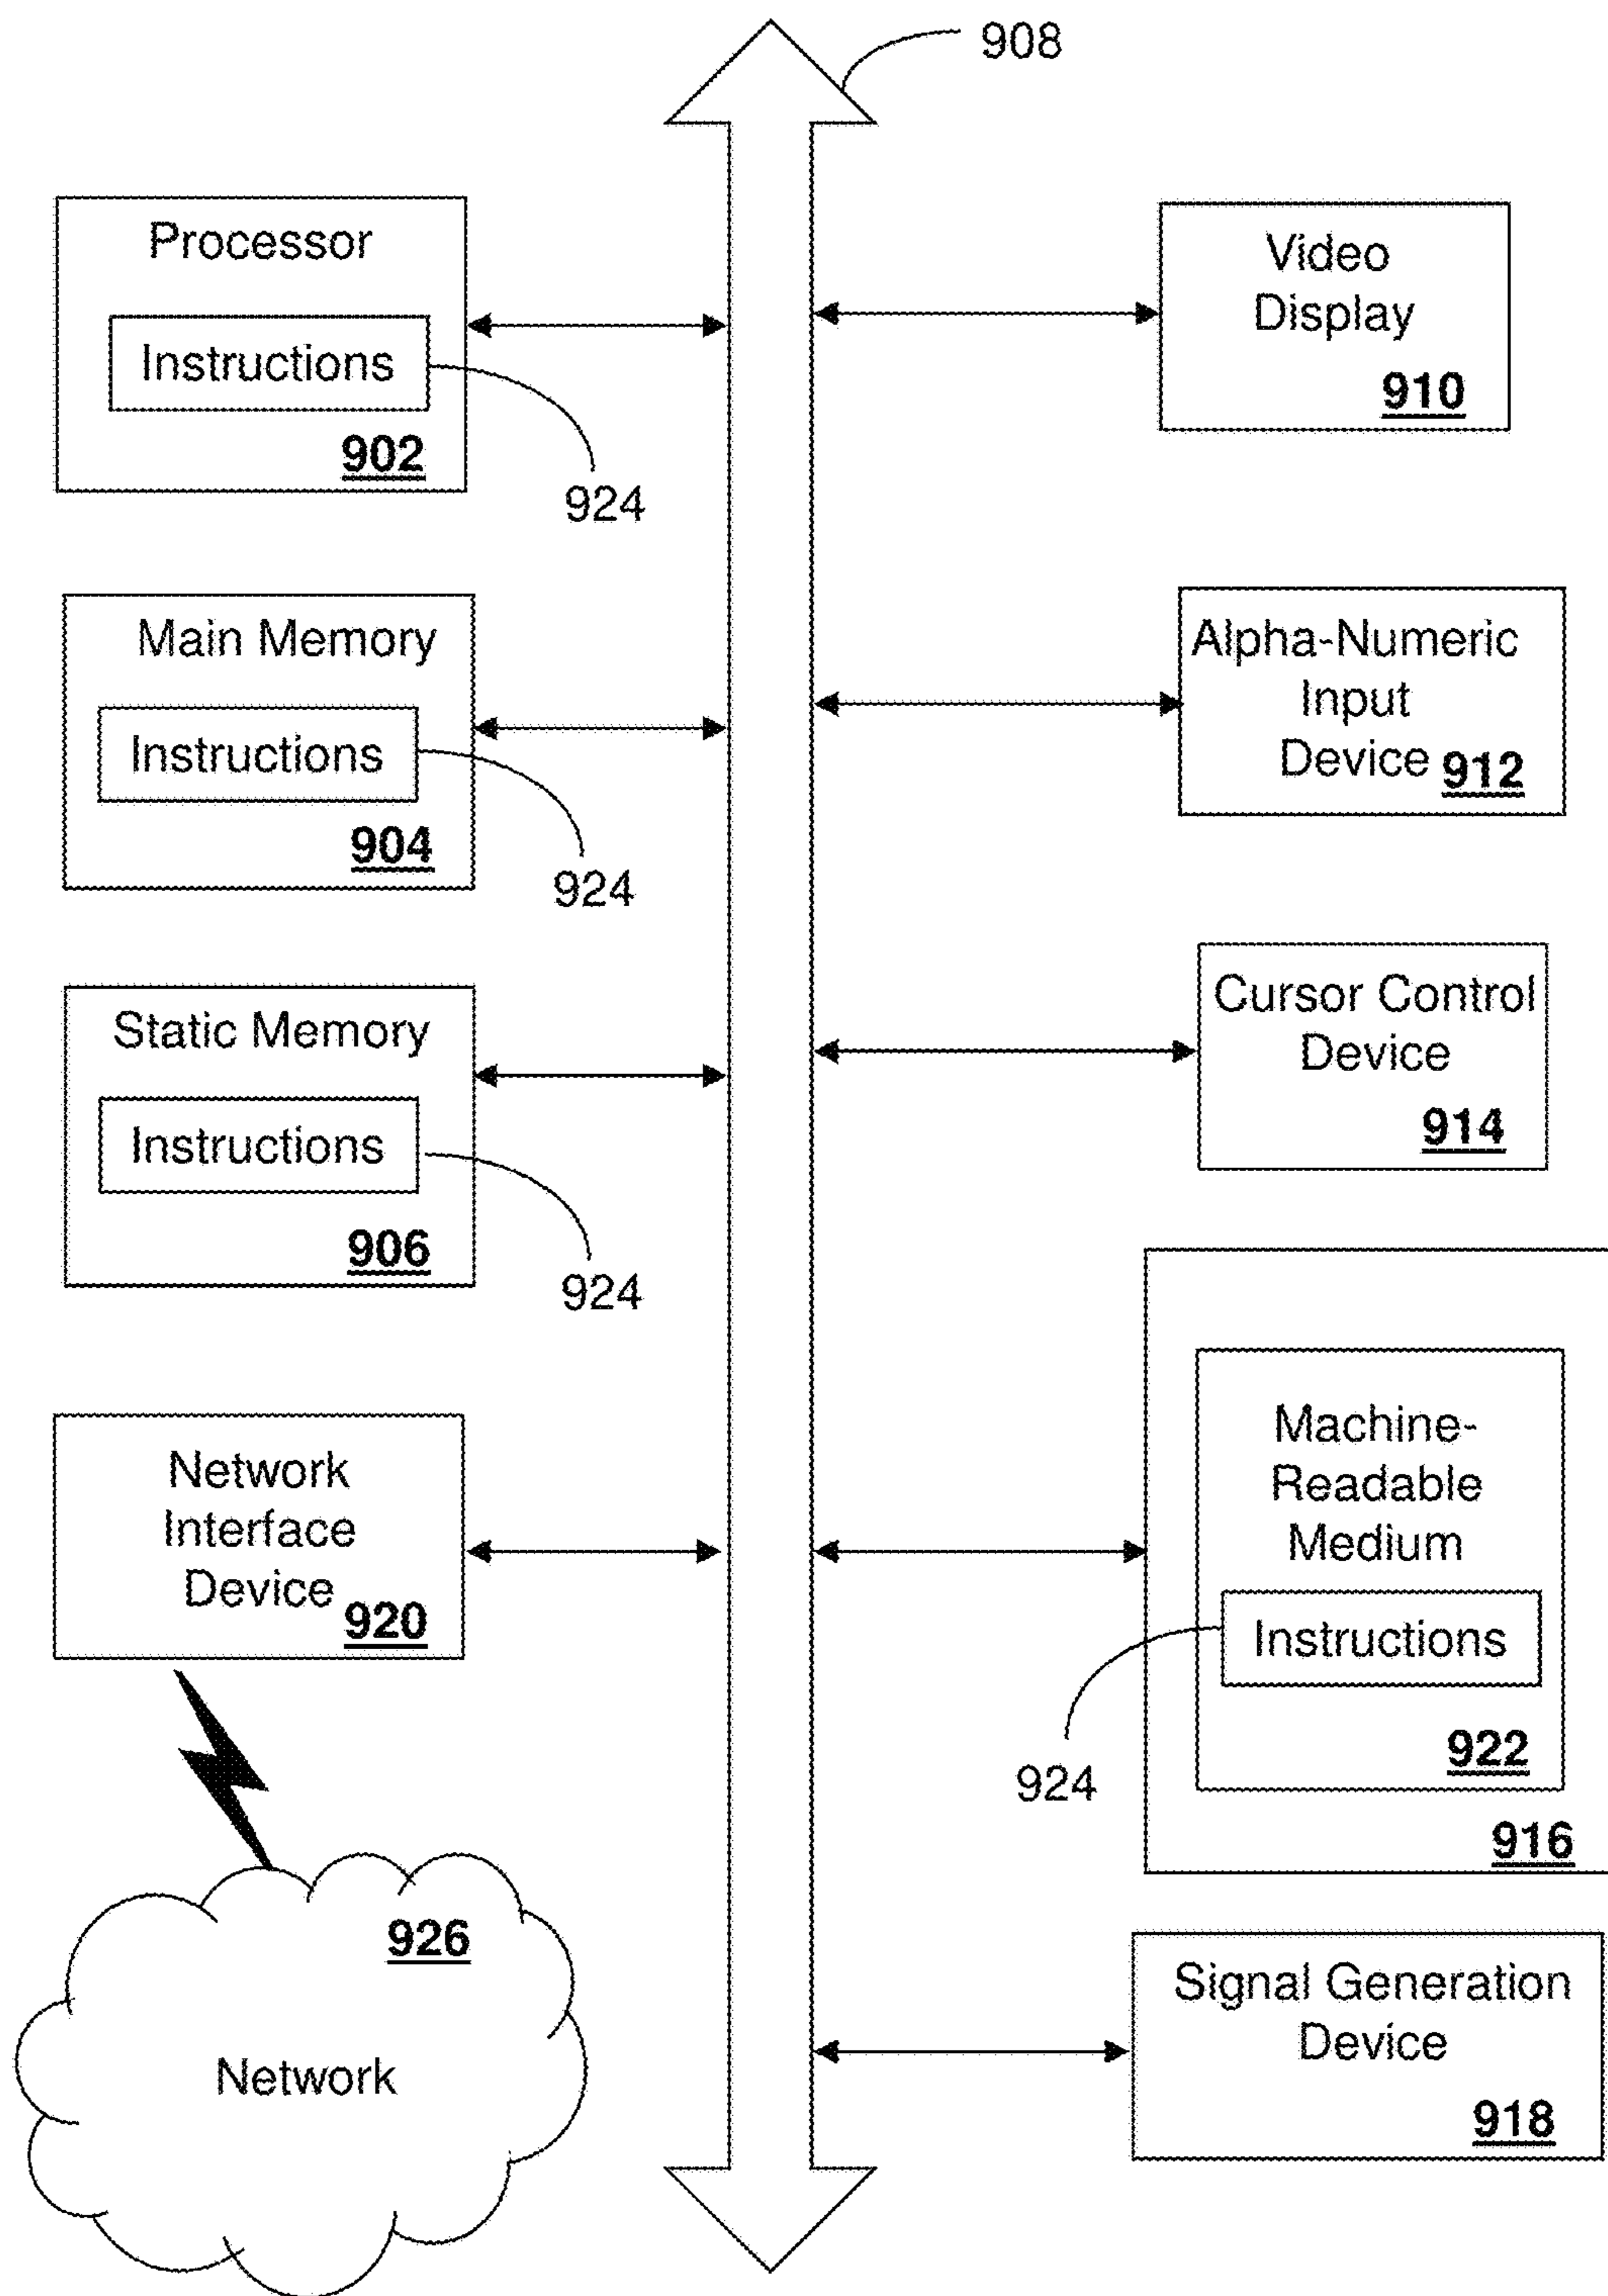 908
Processor
Instructions
902
924
Main Memory
Instructions
904
924
Static Memory
Instructions
906
924
Network
Interface
Device
920
926
Network
Video
Display
910
Alpha-Numeric
Input
Device 912
Cursor Control
Device
914
Machine-
Readable
Medium
Instructions
924
922
916
Signal Generation
Device
918